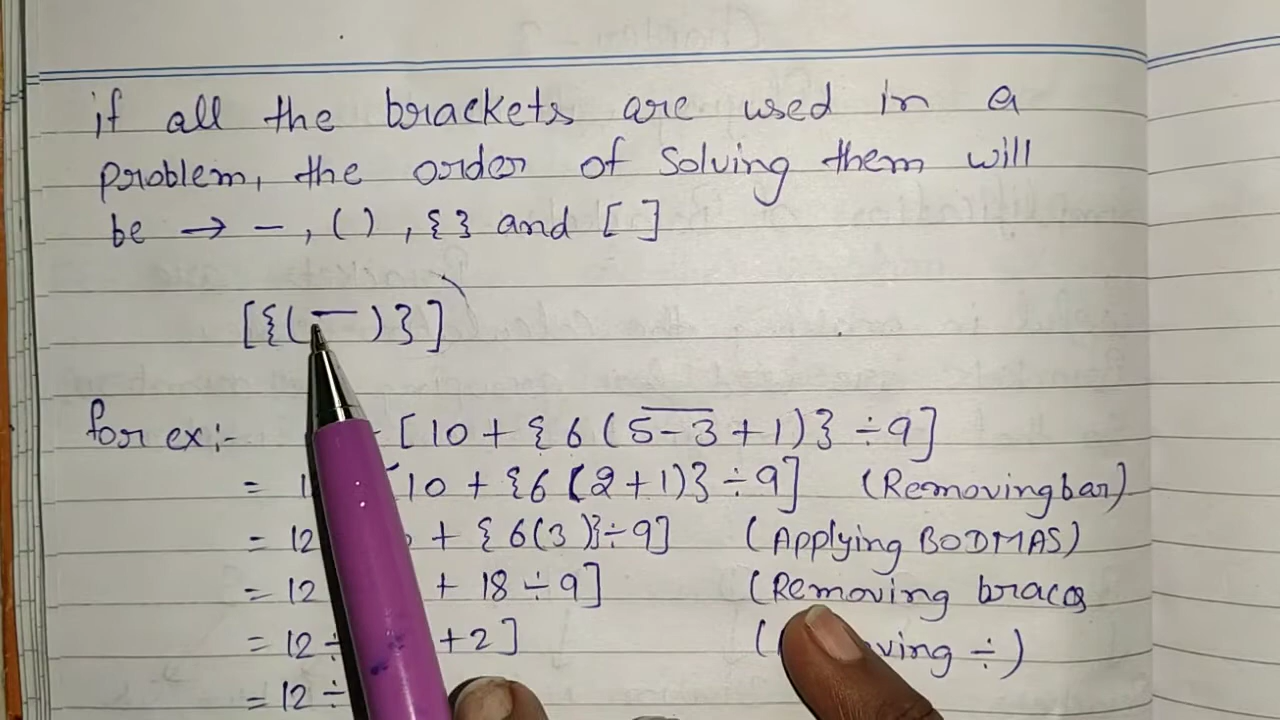 if all the brackets are used in a
problem, the order of solving them will
be → —, ( ) , { } and [ ]
[{( — )}]
for ex:- [10 + { 6 ( 5-3 + 1)} ÷ 9]
= 1 [10 + {6 (2+1)} ÷ 9] (Removing bar)
= 12 + { 6(3)} ÷ 9] (Applying BODMAS)
= 12 + 18 ÷ 9] (Removing
= 12 ÷ +2] ( ÷)
= 12 ÷